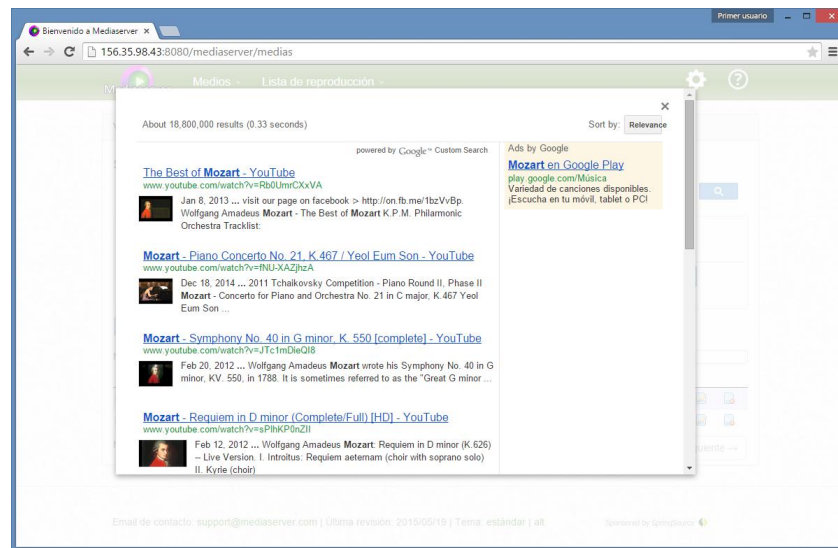 Primer usuario
Bienvenido a Mediaserver
156.35.98.43:8080/mediaserver/medias
Medios
Lista de reproducción
About 18,800,000 results (0.33 seconds)
Sort by: Relevance
powered by Google™ Custom Search
The Best of Mozart - YouTube
www.youtube.com/watch?v=Rb0UmrCXxVA
Jan 8, 2013 ... visit our page on facebook > http://on.fb.me/1bzVvBp.
Wolfgang Amadeus Mozart - The Best of Mozart K.P.M. Philarmonic
Orchestra Tracklist:
Mozart - Piano Concerto No. 21, K.467 / Yeol Eum Son - YouTube
www.youtube.com/watch?v=fNU-XAZjhzA
Dec 18, 2014 ... 2011 Tchaikovsky Competition - Piano Round II, Phase II
Mozart - Concerto for Piano and Orchestra No. 21 in C major, K.467 Yeol
Eum Son ...
Mozart - Symphony No. 40 in G minor, K. 550 [complete] - YouTube
www.youtube.com/watch?v=JTc1mDieQI8
Feb 20, 2012 ... Wolfgang Amadeus Mozart wrote his Symphony No. 40 in G
minor, KV. 550, in 1788. It is sometimes referred to as the "Great G minor ...
Mozart - Requiem in D minor (Complete/Full) [HD] - YouTube
www.youtube.com/watch?v=sPlhKP0nZII
Feb 12, 2012 ... Wolfgang Amadeus Mozart: Requiem in D minor (K.626)
-- Live Version. I. Introitus: Requiem aeternam (choir with soprano solo)
II. Kyrie (choir)
Ads by Google
Mozart en Google Play
play.google.com/Música
Variedad de canciones disponibles.
¡Escucha en tu móvil, tablet o PC!
Email de contacto: support@mediaserver.com | Última revisión: 2015/05/19 | Tema: estándar | alt
Sponsored by SpringSource